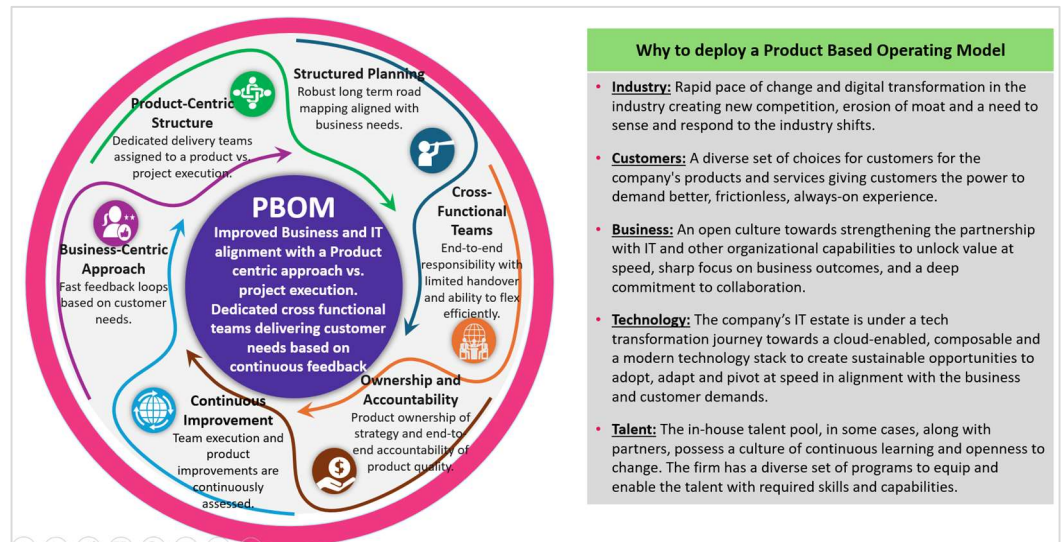 Structured Planning
Robust long term road
mapping aligned with
business needs.
Product-Centric
Structure
Dedicated delivery teams
assigned to a product vs.
project execution.
Cross-
Functional
Teams
End-to-end
responsibility with
limited handover
and ability to flex
efficiently.
Business-Centric
Approach
Fast feedback loops
based on customer
needs.
PBOM
Improved Business and IT
alignment with a Product
centric approach vs.
project execution.
Dedicated cross functional
teams delivering customer
needs based on
continuous feedback
Ownership and
Accountability
Product ownership of
strategy and end-to-
end accountability of
product quality.
Continuous
Improvement
Team execution and
product
improvements are
continuously
assessed.
Why to deploy a Product Based Operating Model
• Industry: Rapid pace of change and digital transformation in the
industry creating new competition, erosion of moat and a need to
sense and respond to the industry shifts.
• Customers: A diverse set of choices for customers for the
company's products and services giving customers the power to
demand better, frictionless, always-on experience.
• Business: An open culture towards strengthening the partnership
with IT and other organizational capabilities to unlock value at
speed, sharp focus on business outcomes, and a deep
commitment to collaboration.
• Technology: The company’s IT estate is under a tech
transformation journey towards a cloud-enabled, composable and
a modern technology stack to create sustainable opportunities to
adopt, adapt and pivot at speed in alignment with the business
and customer demands.
• Talent: The in-house talent pool, in some cases, along with
partners, possess a culture of continuous learning and openness to
change. The firm has a diverse set of programs to equip and
enable the talent with required skills and capabilities.